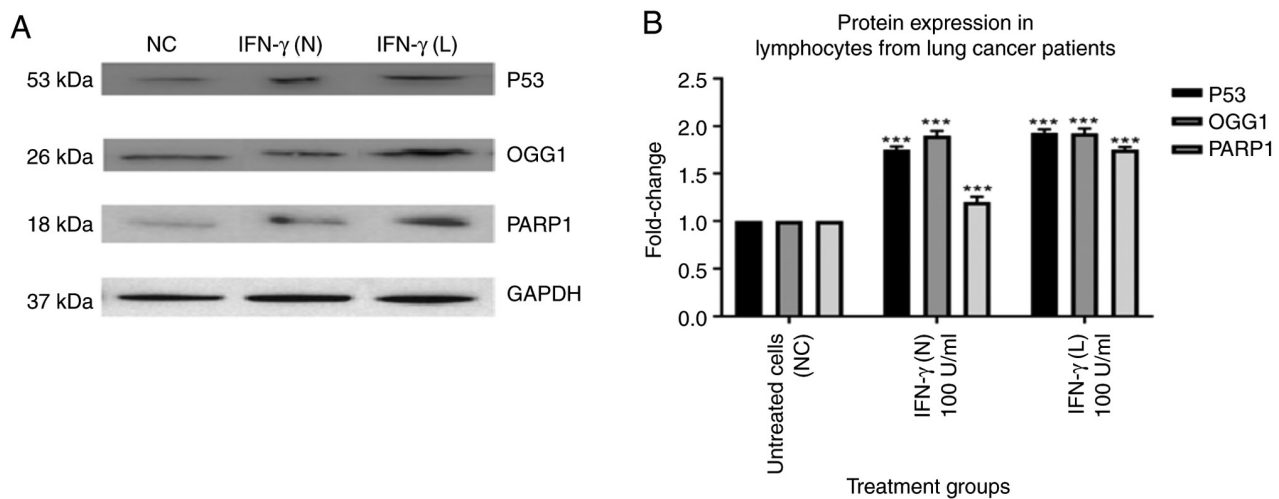 A
NC IFN-γ (N) IFN-γ (L)
53 kDa P53
26 kDa OGG1
18 kDa PARP1
37 kDa GAPDH
B
Protein expression in
lymphocytes from lung cancer patients
2.5
2.0
1.5
1.0
0.5
0.0
Fold-change
*** *** ***
*** *** ***
P53
OGG1
PARP1
Untreated cells
(NC)
IFN-γ (N)
100 U/ml
IFN-γ (L)
100 U/ml
Treatment groups